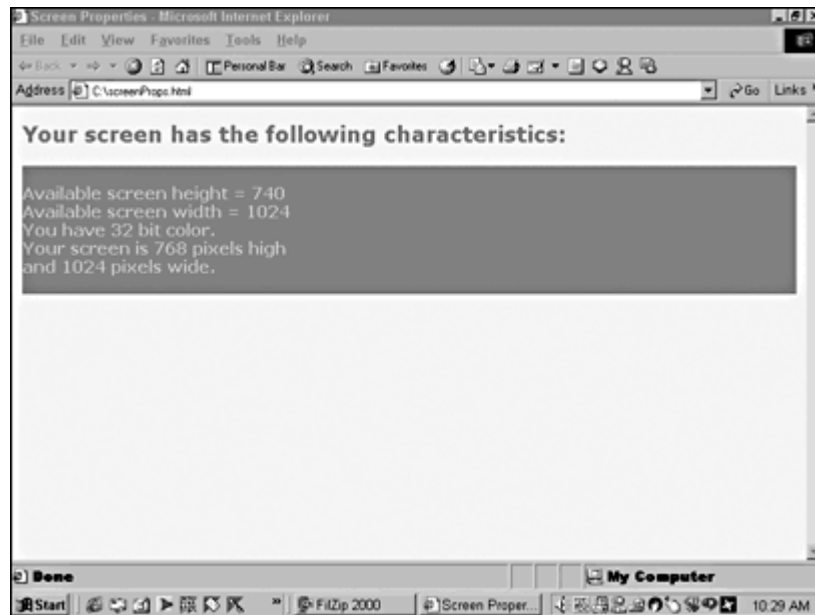 Screen Properties - Microsoft Internet Explorer
File Edit View Favorites Tools Help
Back Personal Bar Search Favorites
Address C:\screenProps.html Go Links
Your screen has the following characteristics:
Available screen height = 740
Available screen width = 1024
You have 32 bit color.
Your screen is 768 pixels high
and 1024 pixels wide.
Done My Computer
Start FilZip 2000 Screen Proper... 10:29 AM